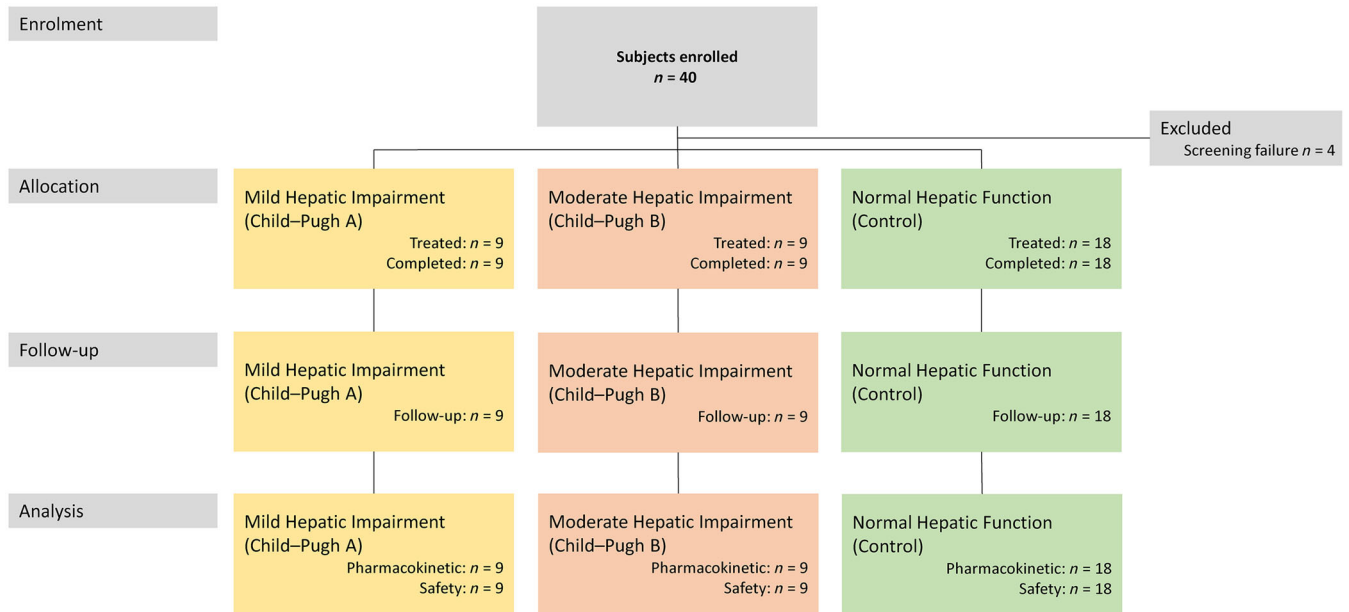 Enrolment
Subjects enrolled
n = 40
Excluded
Screening failure n = 4
Allocation
Mild Hepatic Impairment
(Child–Pugh A)
Treated: n = 9
Completed: n = 9
Moderate Hepatic Impairment
(Child–Pugh B)
Treated: n = 9
Completed: n = 9
Normal Hepatic Function
(Control)
Treated: n = 18
Completed: n = 18
Follow-up
Mild Hepatic Impairment
(Child–Pugh A)
Follow-up: n = 9
Moderate Hepatic Impairment
(Child–Pugh B)
Follow-up: n = 9
Normal Hepatic Function
(Control)
Follow-up: n = 18
Analysis
Mild Hepatic Impairment
(Child–Pugh A)
Pharmacokinetic: n = 9
Safety: n = 9
Moderate Hepatic Impairment
(Child–Pugh B)
Pharmacokinetic: n = 9
Safety: n = 9
Normal Hepatic Function
(Control)
Pharmacokinetic: n = 18
Safety: n = 18